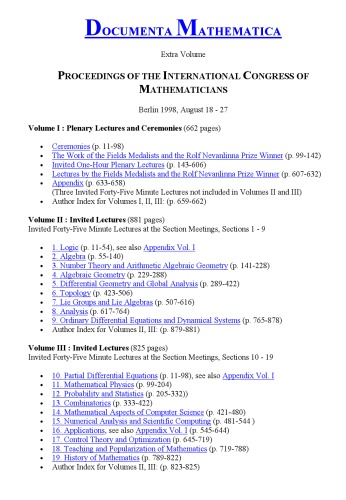 DOCUMENTA MATHEMATICA
Extra Volume
PROCEEDINGS OF THE INTERNATIONAL CONGRESS OF
MATHEMATICIANS
Berlin 1998, August 18 - 27
Volume I : Plenary Lectures and Ceremonies (662 pages)
• Ceremonies (p. 11-98)
• The Work of the Fields Medalists and the Rolf Nevanlinna Prize Winner (p. 99-142)
• Invited One-Hour Plenary Lectures (p. 143-606)
• Lectures by the Fields Medalists and the Rolf Nevanlinna Prize Winner (p. 607-632)
• Appendix (p. 633-658)
(Three Invited Forty-Five Minute Lectures not included in Volumes II and III)
• Author Index for Volumes I, II, III: (p. 659-662)
Volume II : Invited Lectures (881 pages)
Invited Forty-Five Minute Lectures at the Section Meetings, Sections 1 - 9
• 1. Logic (p. 11-54), see also Appendix Vol. I
• 2. Algebra (p. 55-140)
• 3. Number Theory and Arithmetic Algebraic Geometry (p. 141-228)
• 4. Algebraic Geometry (p. 229-288)
• 5. Differential Geometry and Global Analysis (p. 289-422)
• 6. Topology (p. 423-506)
• 7. Lie Groups and Lie Algebras (p. 507-616)
• 8. Analysis (p. 617-764)
• 9. Ordinary Differential Equations and Dynamical Systems (p. 765-878)
• Author Index for Volumes II, III: (p. 879-881)
Volume III : Invited Lectures (825 pages)
Invited Forty-Five Minute Lectures at the Section Meetings, Sections 10 - 19
• 10. Partial Differential Equations (p. 11-98), see also Appendix Vol. I
• 11. Mathematical Physics (p. 99-204)
• 12. Probability and Statistics (p. 205-332))
• 13. Combinatorics (p. 333-422)
• 14. Mathematical Aspects of Computer Science (p. 421-480)
• 15. Numerical Analysis and Scientific Computing (p. 481-544 )
• 16. Applications, see also Appendix Vol. I (p. 545-644)
• 17. Control Theory and Optimization (p. 645-719)
• 18. Teaching and Popularization of Mathematics (p. 719-788)
• 19. History of Mathematics (p. 789-822)
• Author Index for Volumes II, III: (p. 823-825)